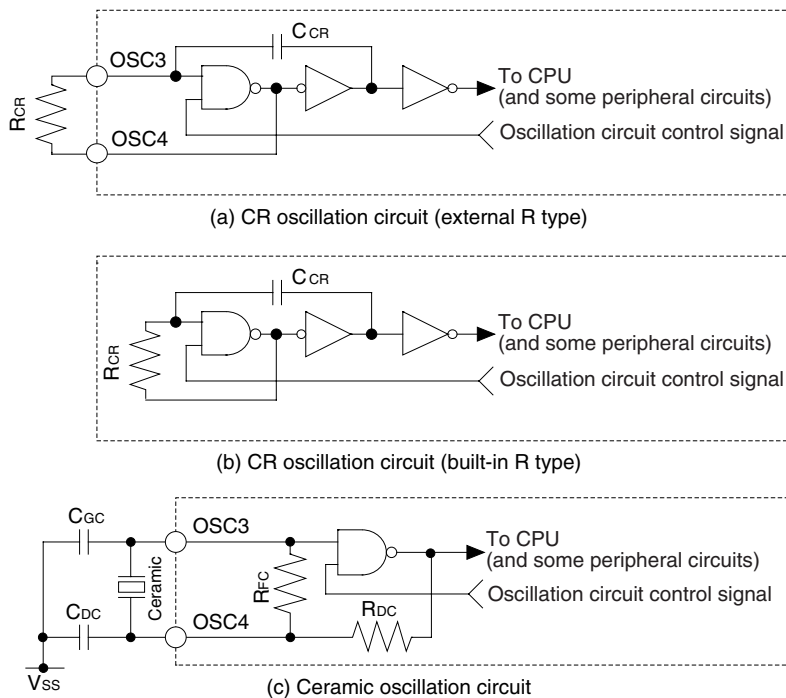 CCR
OSC3
RCR
OSC4
To CPU
(and some peripheral circuits)
Oscillation circuit control signal
(a) CR oscillation circuit (external R type)
CCR
RCR
To CPU
(and some peripheral circuits)
Oscillation circuit control signal
(b) CR oscillation circuit (built-in R type)
CGC
OSC3
Ceramic
RFC
To CPU
(and some peripheral circuits)
Oscillation circuit control signal
CDC
OSC4
RDC
VSS
(c) Ceramic oscillation circuit